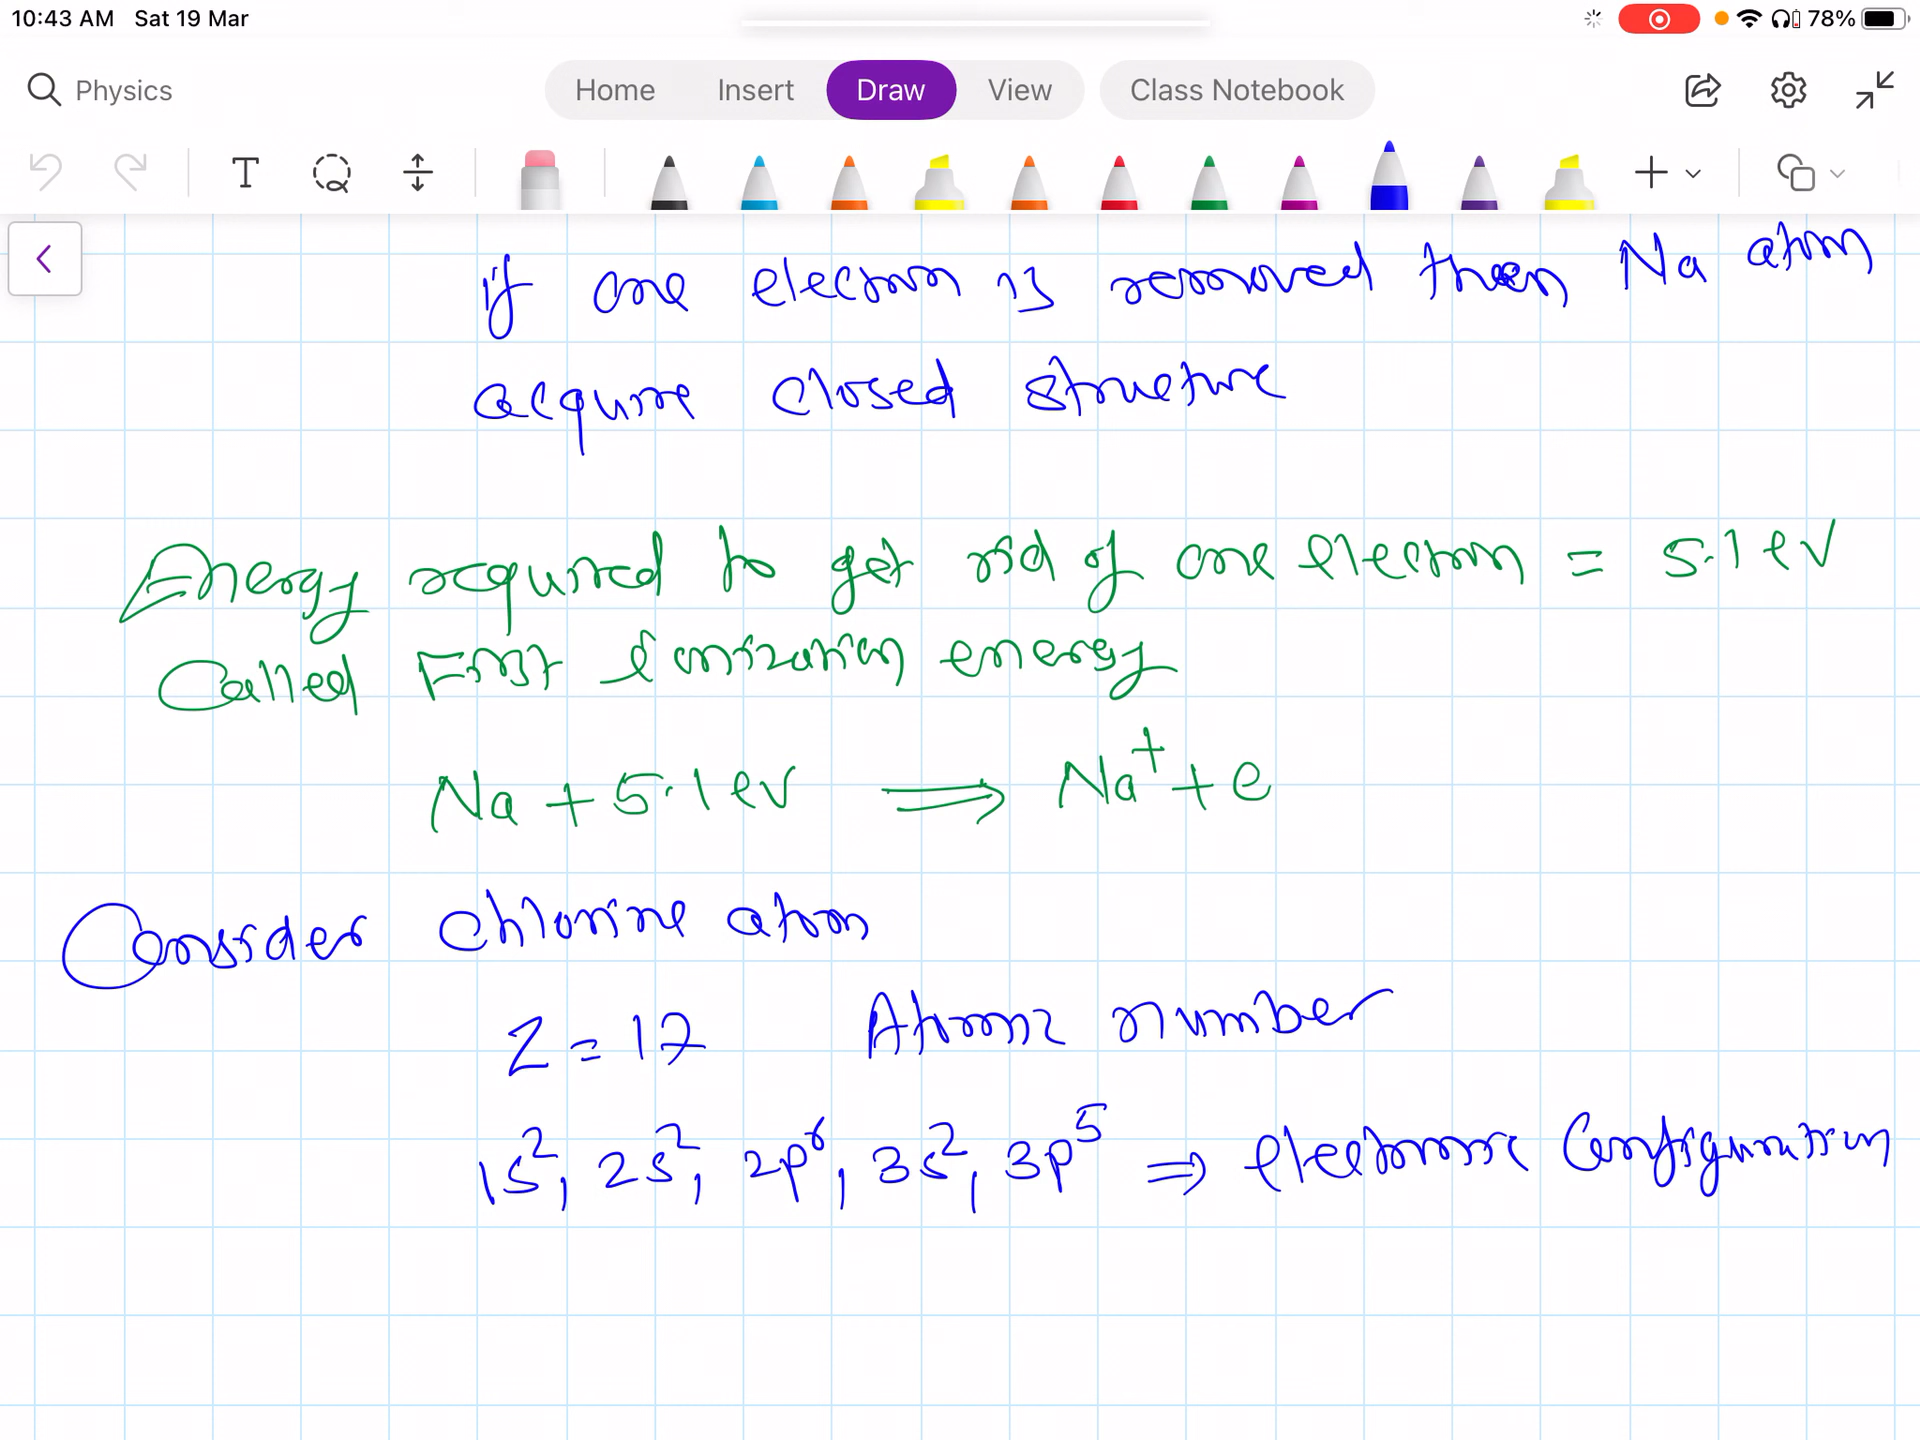 10:43 AM Sat 19 Mar 78%
Physics Home Insert Draw View Class Notebook
T
if one electron is removed then Na atom
acquire closed structure
Energy required to get rid of one electron = 5.1 eV
Called First Ionization energy
Na + 5.1 eV ⟹ Na⁺ + e
Consider chlorine atom
Z = 17 Atomic number
1s², 2s², 2p⁶, 3s², 3p⁵ ⇒ electronic Configuration